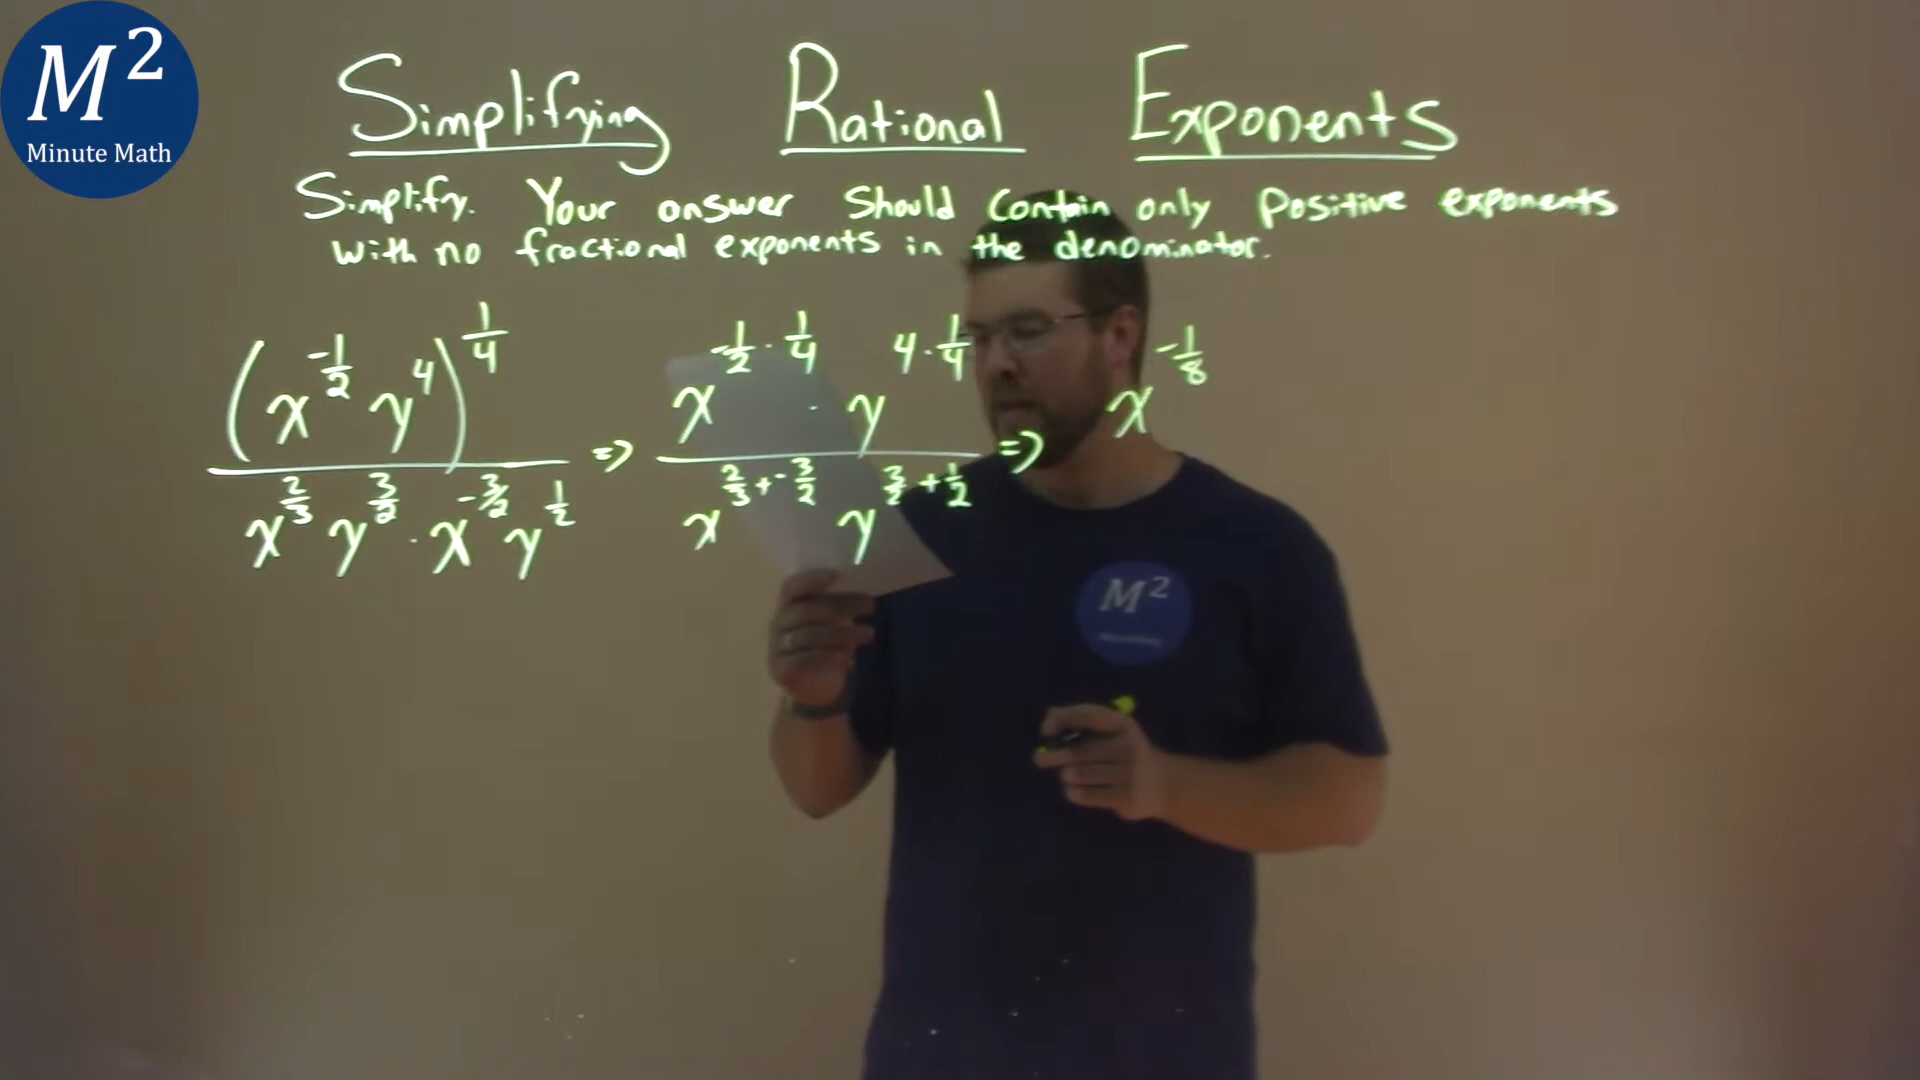 M²
Minute Math
Simplifying Rational Exponents
Simplify. Your answer should contain only positive exponents
with no fractional exponents in the denominator.
(x^{-1/2} y^4)^{1/4} / (x^{2/3} y^{3/2} · x^{-3/2} y^{1/2}) => (x^{-1/2 · 1/4} · y^{4 · 1/4}) / (x^{2/3 + -3/2} y^{3/2 + 1/2}) => x^{-1/8}
M²